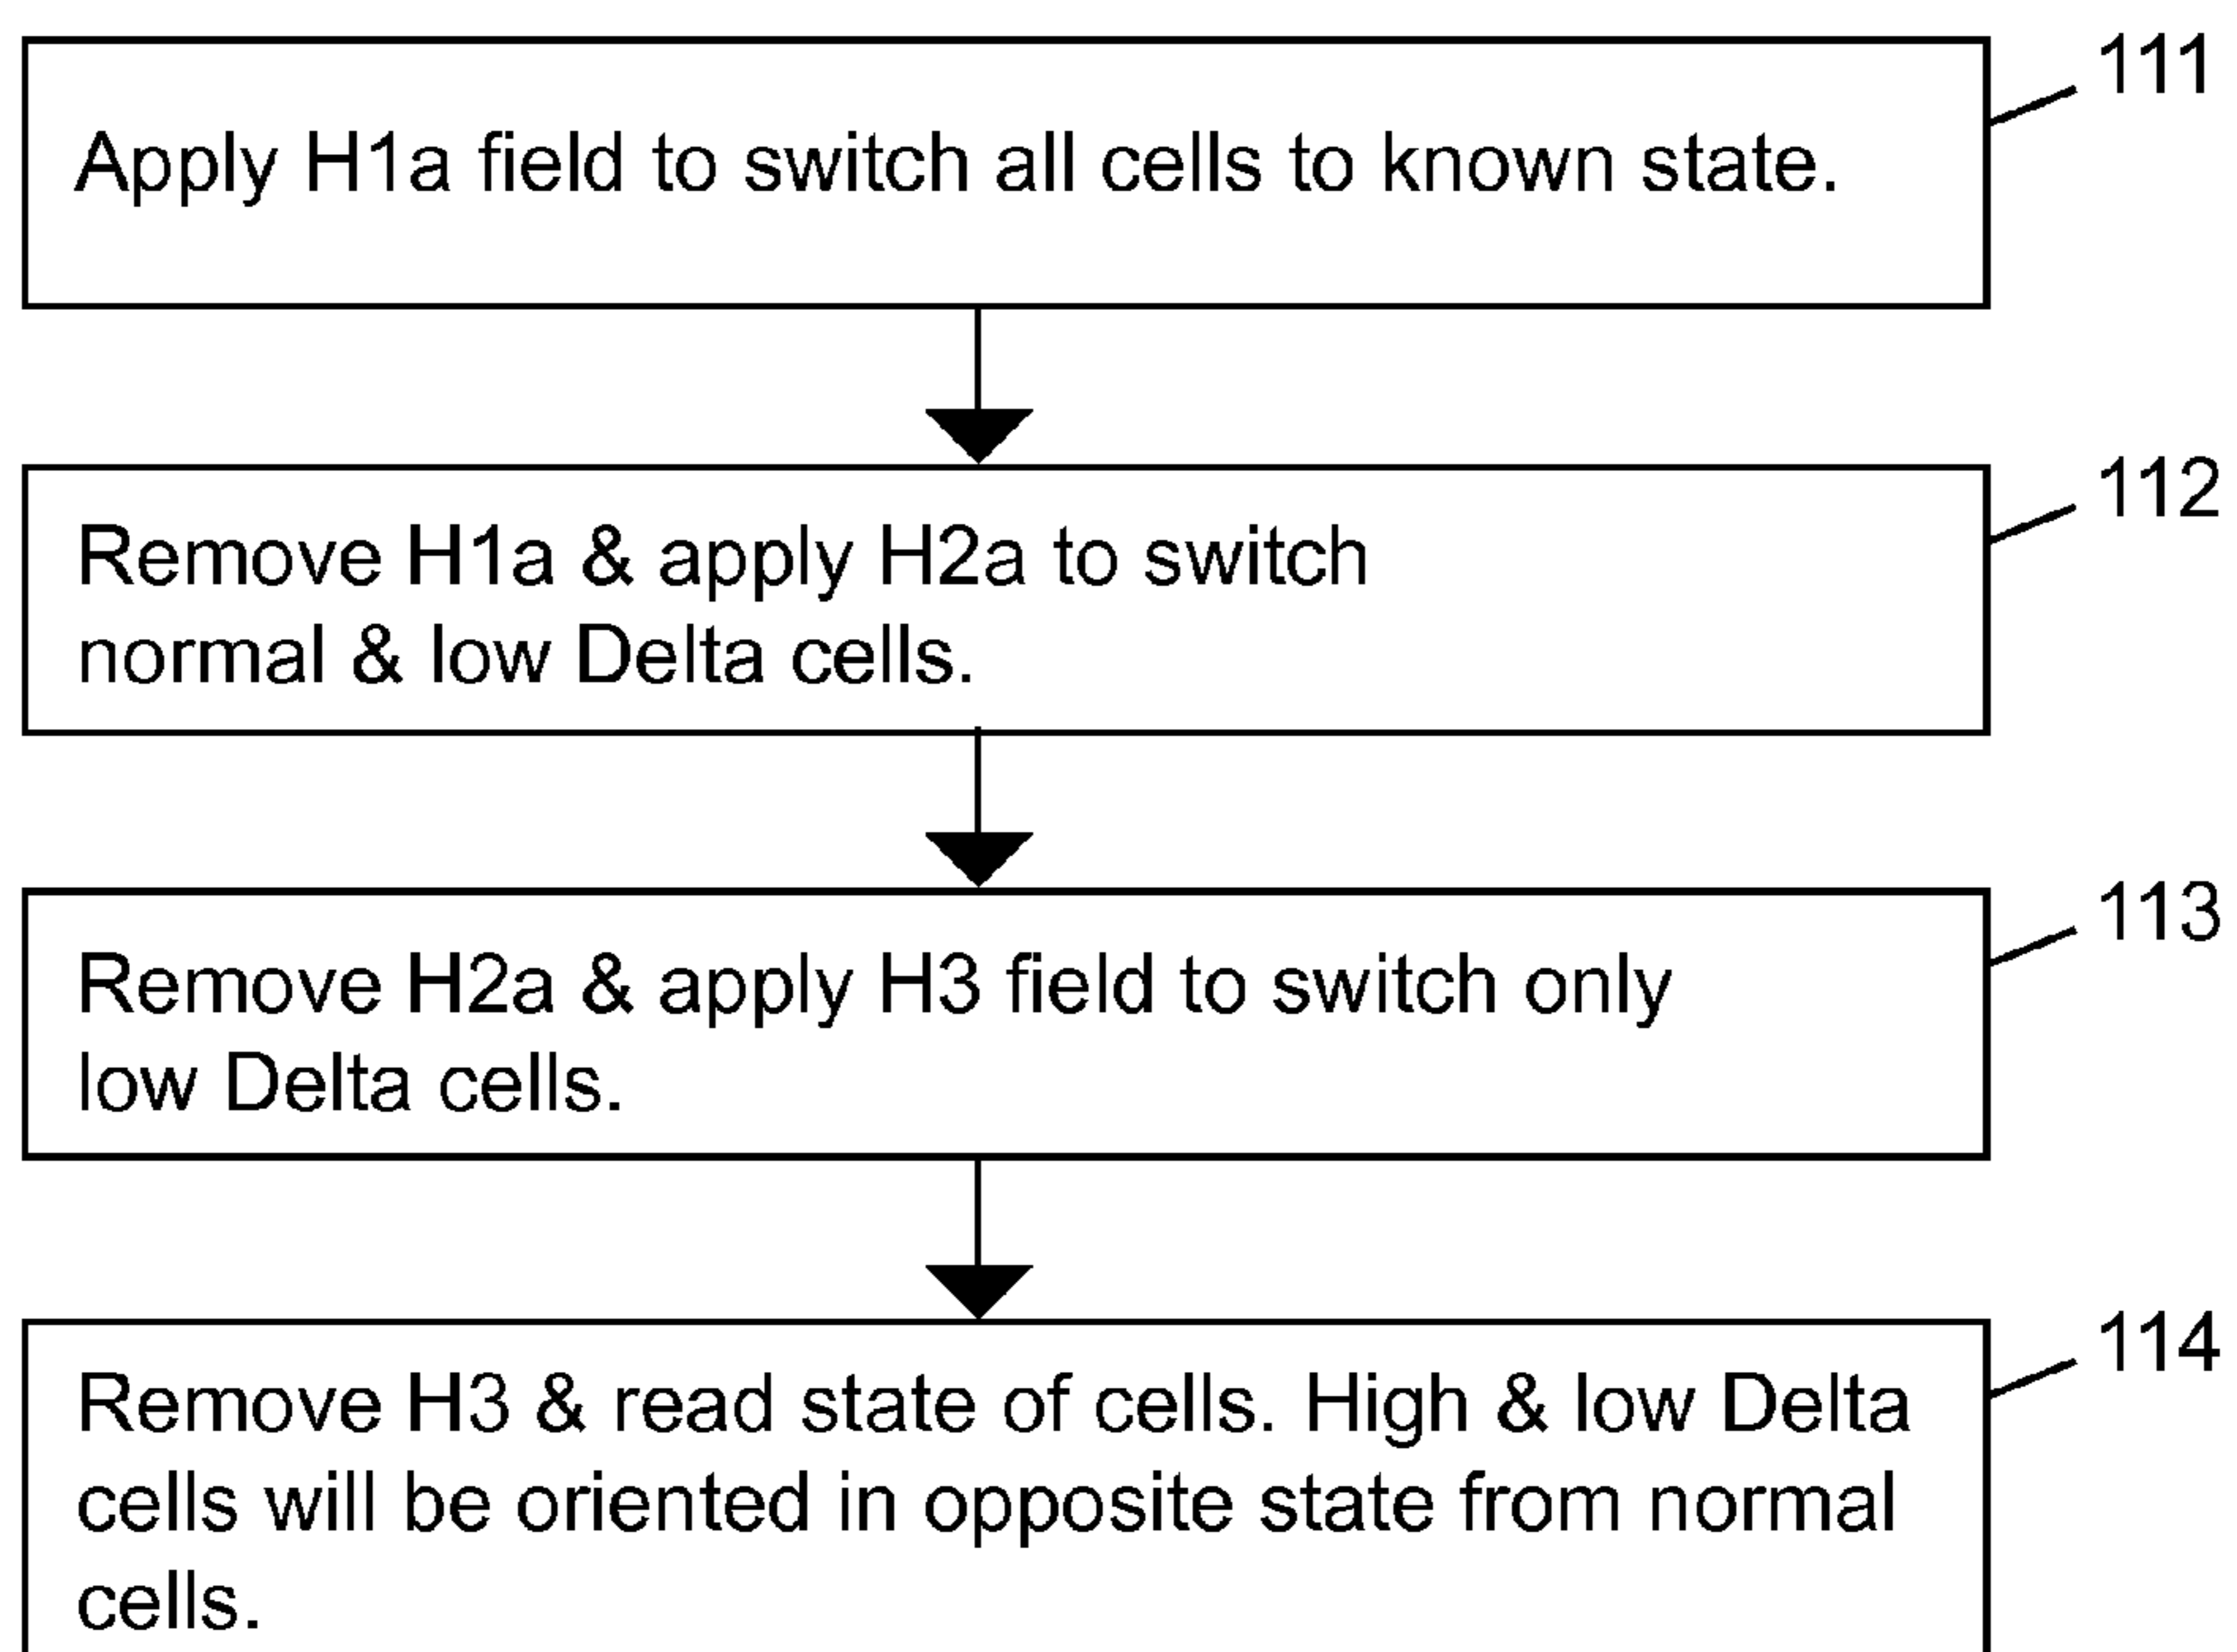 111
Apply H1a field to switch all cells to known state.
112
Remove H1a & apply H2a to switch
normal & low Delta cells.
113
Remove H2a & apply H3 field to switch only
low Delta cells.
114
Remove H3 & read state of cells. High & low Delta
cells will be oriented in opposite state from normal
cells.